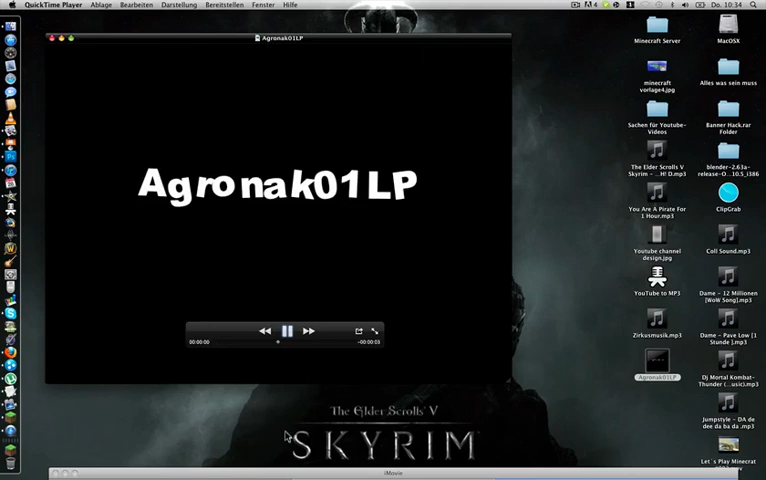 QuickTime Player Ablage Bearbeiten Darstellung Bereitstellen Fenster Hilfe
4
Do. 10:34
Agronak01LP
Agronak01LP
00:00:00
-00:00:03
The Elder Scrolls V
SKYRIM
iMovie
Minecraft Server
MacOSX
minecraft
vorlage4.jpg
Alles was sein muss
Sachen für Youtube-
Videos
Banner Hack.rar
Folder
The Elder Scrolls V
Skyrim - ...H! D.mp3
blender-2.63a-
release-O...10.5_i386
You Are A Pirate For
1 Hour.mp3
ClipGrab
Youtube channel
design.jpg
Coll Sound.mp3
YouTube to MP3
Dame - 12 Millionen
[WoW Song].mp3
Zirkusmusik.mp3
Dame - Pave Low [1
Stunde ].mp3
Agronak01LP
Dj Mortal Kombat-
Thunder (...usic).mp3
Jumpstyle - DA de
dee da ba da .mp3
Let´s Play Minecrat